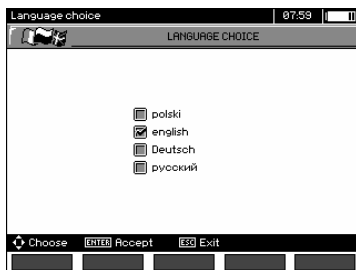 Language choice 07:59
LANGUAGE CHOICE
polski
english
Deutsch
русский
Choose ENTER Accept ESC Exit